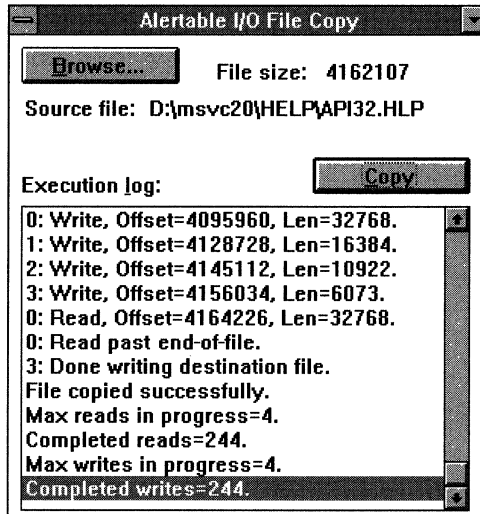 Alertable I/O File Copy
Browse... File size: 4162107
Source file: D:\msvc20\HELP\API32.HLP
Execution log: Copy
0: Write, Offset=4095960, Len=32768.
1: Write, Offset=4128728, Len=16384.
2: Write, Offset=4145112, Len=10922.
3: Write, Offset=4156034, Len=6073.
0: Read, Offset=4164226, Len=32768.
0: Read past end-of-file.
3: Done writing destination file.
File copied successfully.
Max reads in progress=4.
Completed reads=244.
Max writes in progress=4.
Completed writes=244.